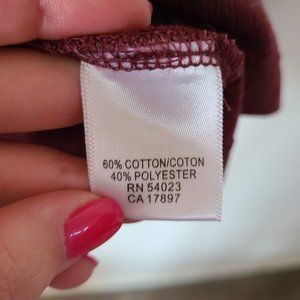 60% COTTON/COTON
40% POLYESTER
RN 54023
CA 17897